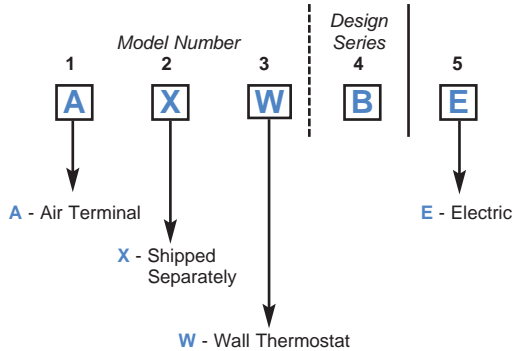 Model Number
Design
Series
1 2 3 4 5
A X W B E
A - Air Terminal
E - Electric
X - Shipped
Separately
W - Wall Thermostat